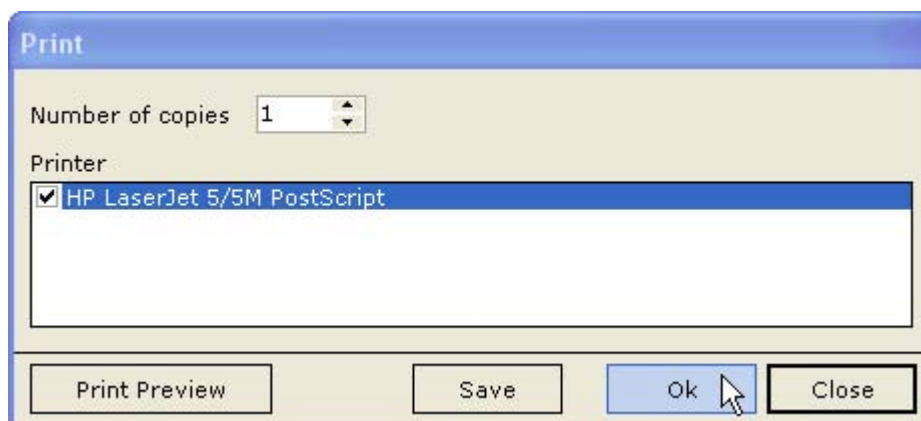 Print
Number of copies 1
Printer
HP LaserJet 5/5M PostScript
Print Preview Save Ok Close